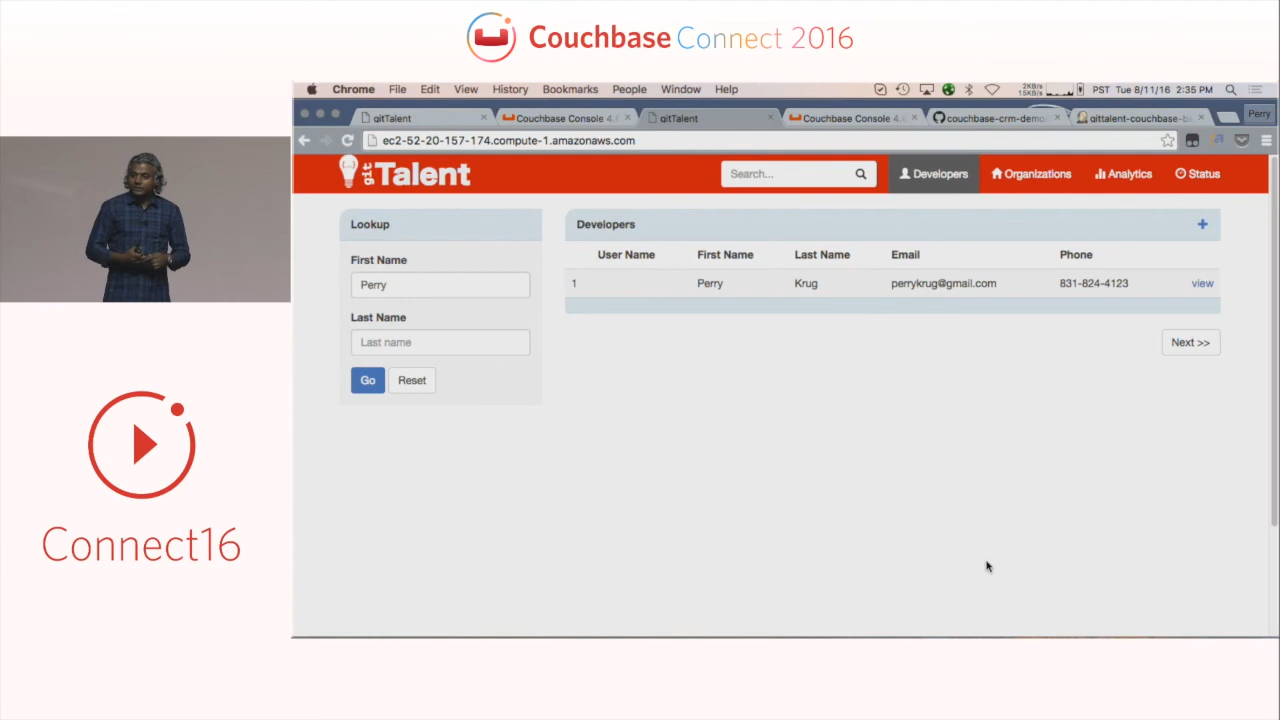 Couchbase Connect 2016
Chrome File Edit View History Bookmarks People Window Help 2KB/s 15KB/s PST Tue 8/11/16 2:35 PM
gitTalent Couchbase Console 4. gitTalent Couchbase Console 4. couchbase-crm-demo gittalent-couchbase-b Perry
ec2-52-20-157-174.compute-1.amazonaws.com
git Talent Search... Developers Organizations Analytics Status
Lookup
First Name
Perry
Last Name
Last name
Go Reset
Developers +
User Name First Name Last Name Email Phone
1 Perry Krug perrykrug@gmail.com 831-824-4123 view
Next >>
Connect16